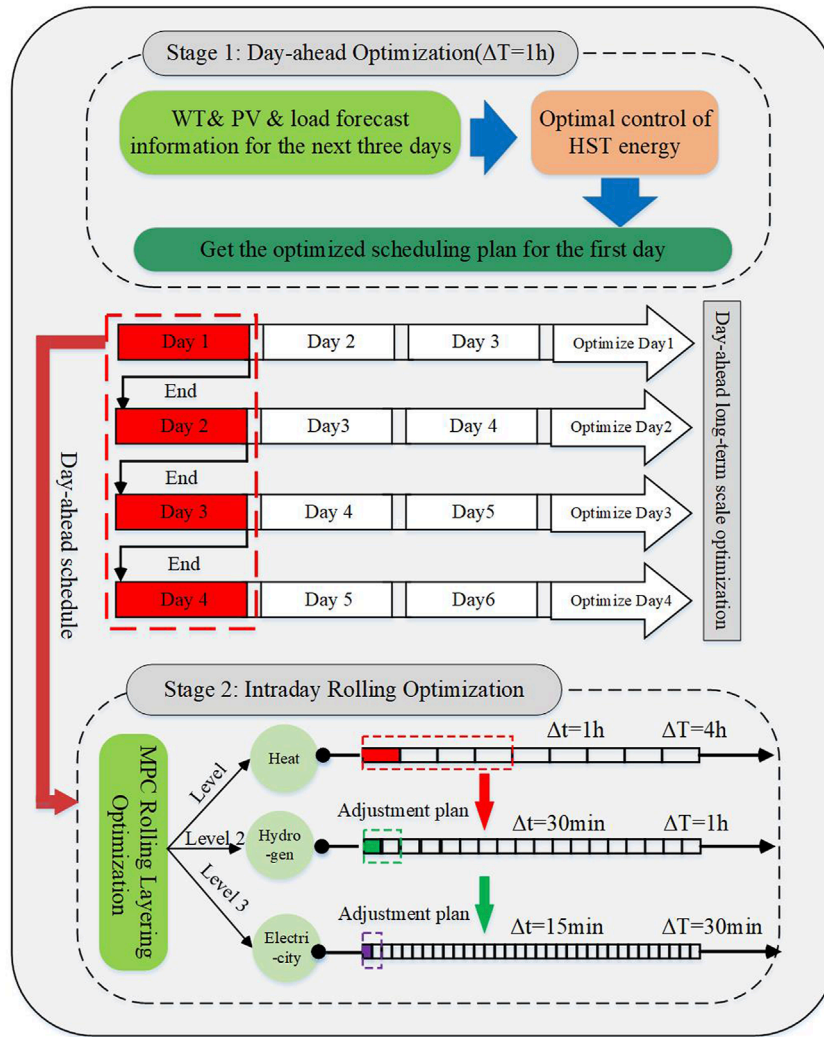 Stage 1: Day-ahead Optimization(ΔT=1h)
WT& PV & load forecast
information for the next three days
Optimal control of
HST energy
Get the optimized scheduling plan for the first day
Day 1
Day 2
Day 3
Optimize Day1
End
Day 2
Day3
Day 4
Optimize Day2
End
Day 3
Day 4
Day5
Optimize Day3
End
Day 4
Day 5
Day6
Optimize Day4
Day-ahead long-term scale optimization
Day-ahead schedule
Stage 2: Intraday Rolling Optimization
MPC Rolling Layering
Optimization
Level
Heat
Δt=1h
ΔT=4h
Adjustment plan
Level 2
Hydro
-gen
Δt=30min
ΔT=1h
Level 3
Adjustment plan
Electri
-city
Δt=15min
ΔT=30min